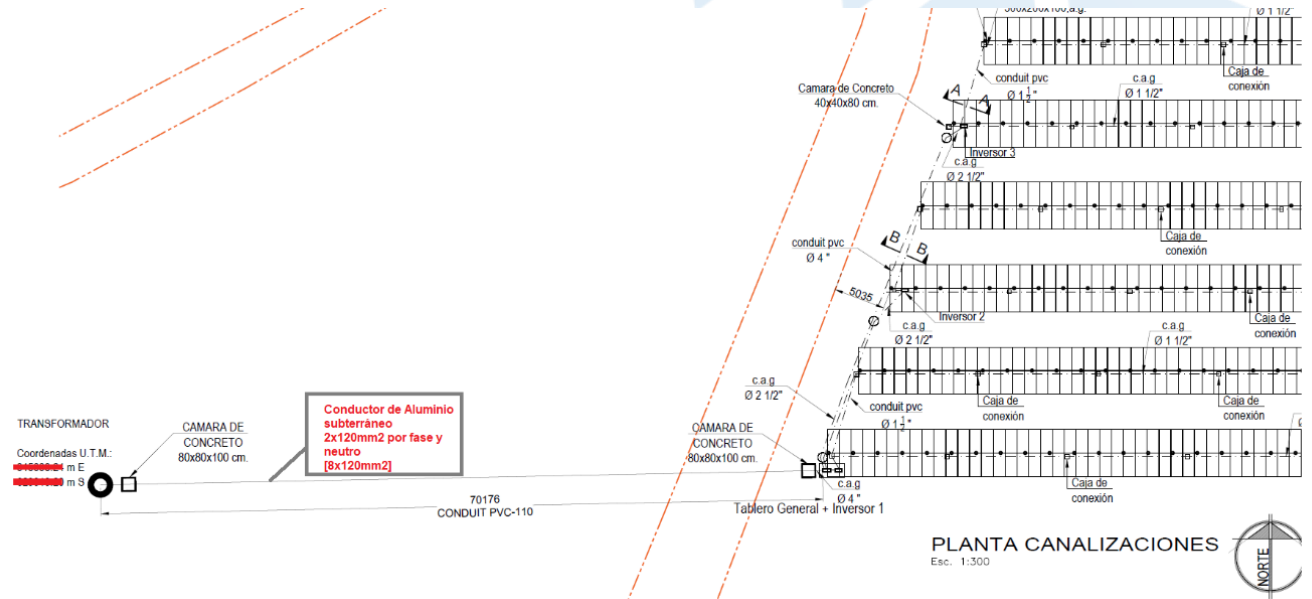 300x200x100,a.g.
Ø 1 1/2"
Caja de
conexión
conduit pvc
Ø 1 1/2"
c.a.g
Ø 1 1/2"
Camara de Concreto
40x40x80 cm.
A
A
Inversor 3
c.a.g
Ø 2 1/2"
Caja de
conexión
conduit pvc
Ø 4 "
B
B
5035
Inversor 2
c.a.g
Ø 2 1/2"
Caja de
conexión
c.a.g
Ø 1 1/2"
c.a.g
Ø 2 1/2"
conduit pvc
Ø 1 1/2"
Caja de
conexión
Caja de
conexión
TRANSFORMADOR
Coordenadas U.T.M.:
m E
m S
CAMARA DE
CONCRETO
80x80x100 cm.
Conductor de Aluminio
subterráneo
2x120mm2 por fase y
neutro
[8x120mm2]
CAMARA DE
CONCRETO
80x80x100 cm.
Caja de
conexión
70176
CONDUIT PVC-110
c.a.g
Ø 4 "
Tablero General + Inversor 1
PLANTA CANALIZACIONES
Esc. 1:300
NORTE